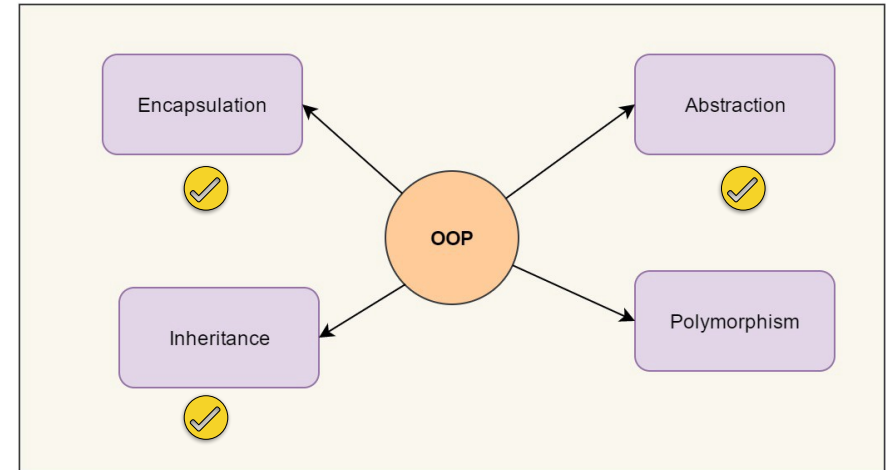 Encapsulation
Abstraction
OOP
Inheritance
Polymorphism